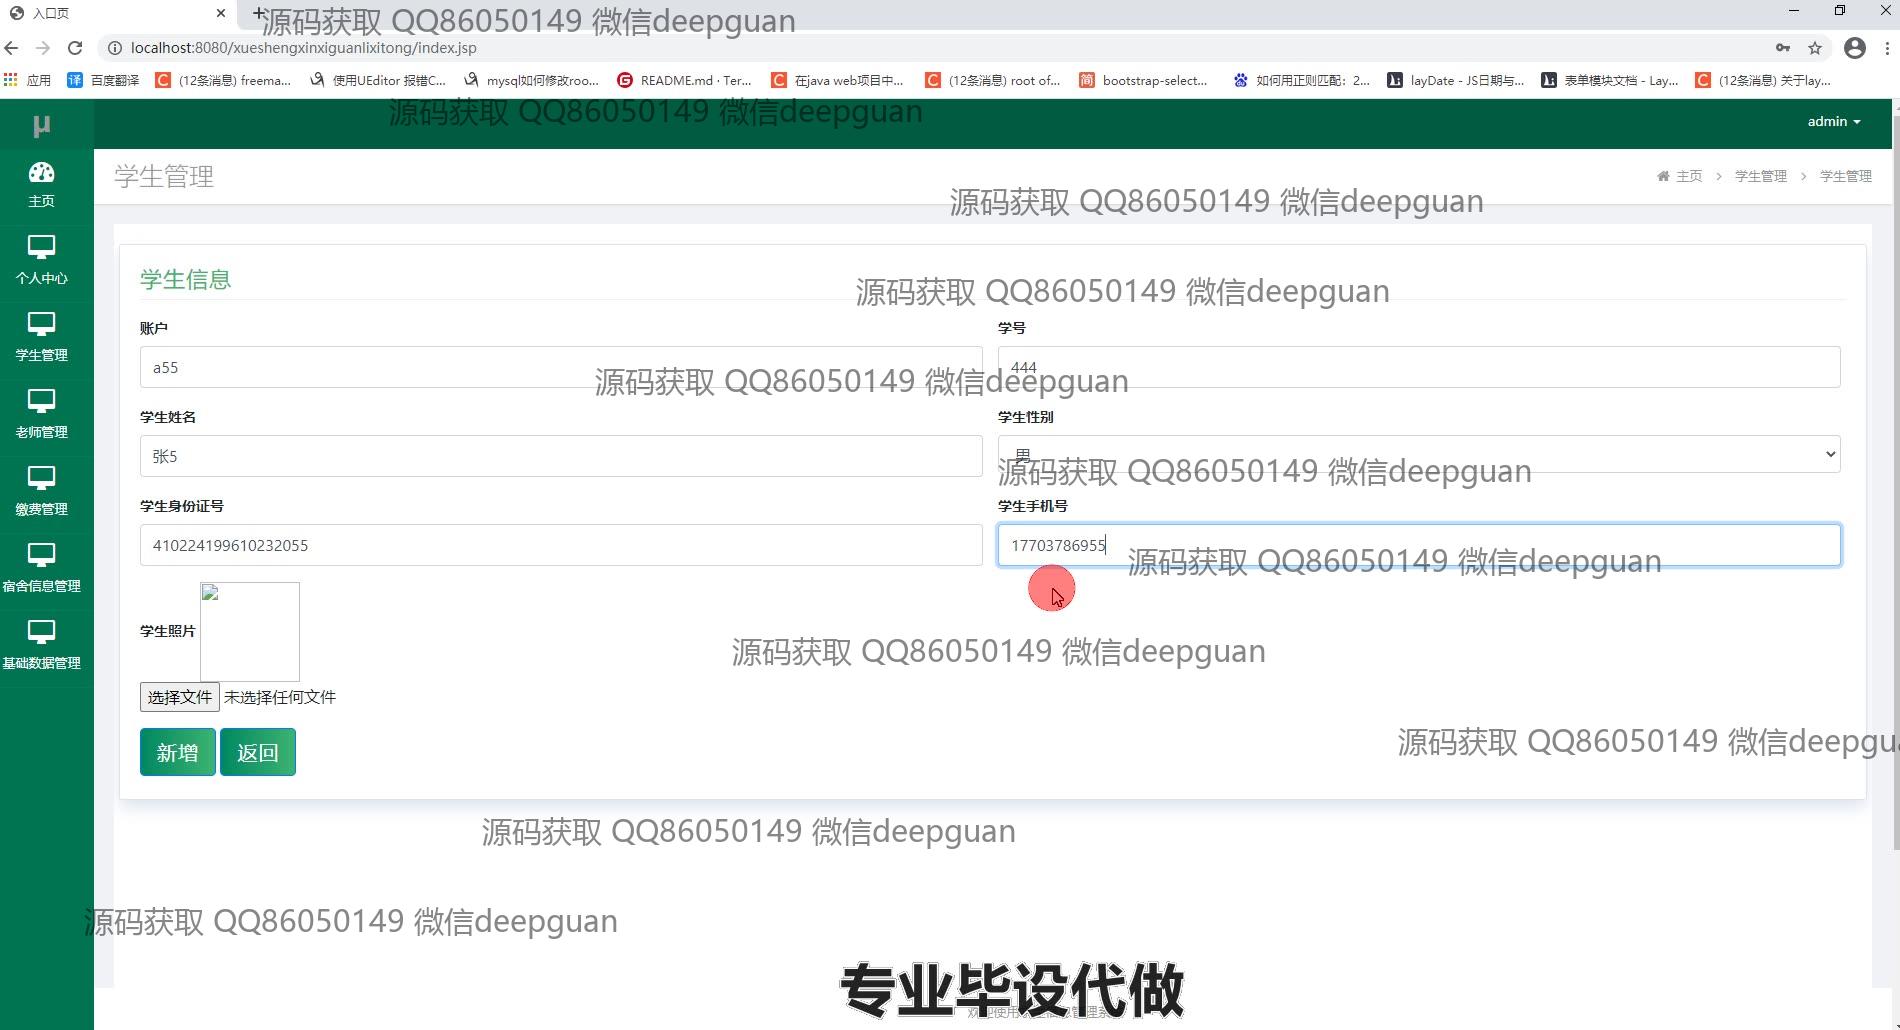 入口页
源码获取 QQ86050149 微信deepguan
localhost:8080/xueshengxinxiguanlixitong/index.jsp
应用 百度翻译 (12条消息) freema... 使用UEditor 报错C... mysql如何修改roo... README.md · Ter... 在java web项目中... (12条消息) root of... bootstrap-select... 如何用正则匹配：2... layDate - JS日期与... 表单模块文档 - Lay... (12条消息) 关于lay...
源码获取 QQ86050149 微信deepguan
μ
admin
主页
个人中心
学生管理
老师管理
缴费管理
宿舍信息管理
基础数据管理
学生管理
主页 > 学生管理 > 学生管理
源码获取 QQ86050149 微信deepguan
学生信息
源码获取 QQ86050149 微信deepguan
账户 学号
a55 444
源码获取 QQ86050149 微信deepguan
学生姓名 学生性别
张5 男
源码获取 QQ86050149 微信deepguan
学生身份证号 学生手机号
410224199610232055 17703786955
源码获取 QQ86050149 微信deepguan
学生照片
源码获取 QQ86050149 微信deepguan
选择文件 未选择任何文件
新增 返回
源码获取 QQ86050149 微信deepgu
源码获取 QQ86050149 微信deepguan
源码获取 QQ86050149 微信deepguan
专业毕设代做